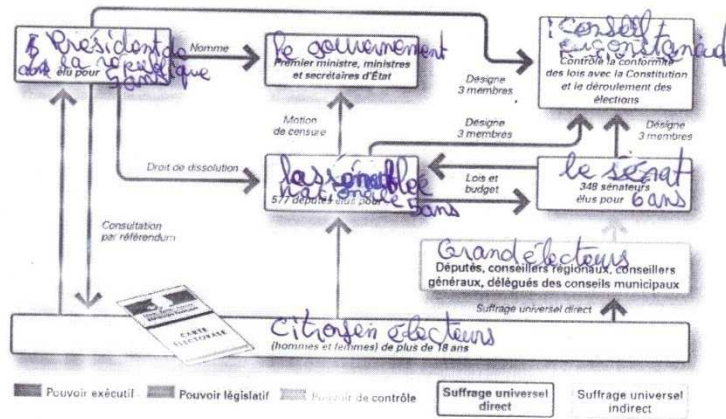 Président de
la république
élu pour 5 ans
Nomme
le gouvernement
Premier ministre, ministres
et secrétaires d'État
Désigne
3 membres
Conseil
Contrôle la conformité
des lois avec la Constitution
et le déroulement des
élections
Motion
de censure
Désigne
3 membres
Désigne
3 membres
Droit de dissolution
nationale
577 députés élus pour 5 ans
Lois et
budget
le sénat
348 sénateurs
élus pour 6 ans
Consultation
par référendum
Grand électeurs
Députés, conseillers régionaux, conseillers
généraux, délégués des conseils municipaux
Suffrage universel direct
CARTE
ÉLECTORALE
Citoyen électeurs
(hommes et femmes) de plus de 18 ans
Pouvoir exécutif
Pouvoir législatif
Pouvoir de contrôle
Suffrage universel
direct
Suffrage universel
indirect